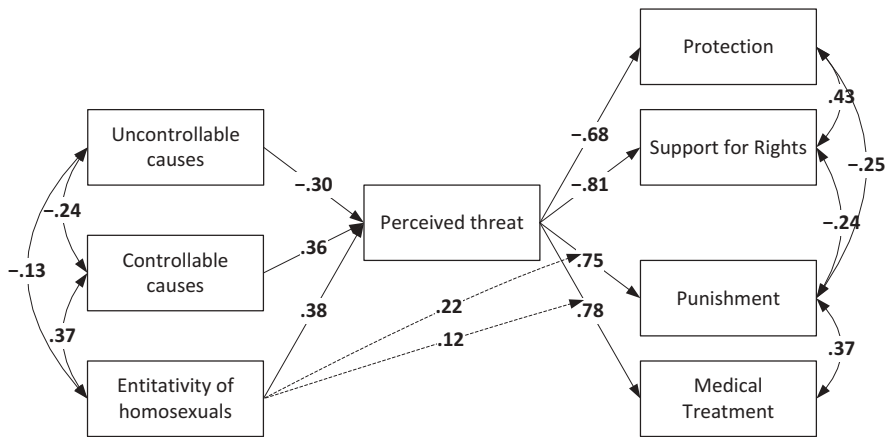 Protection
.43
Uncontrollable
causes
Support for Rights
−.68
−.25
−.30
−.81
−.24
Perceived threat
−.24
Controllable
causes
.36
.75
−.13
.38
.22
.78
Punishment
.37
.12
.37
Entitativity of
homosexuals
Medical
Treatment